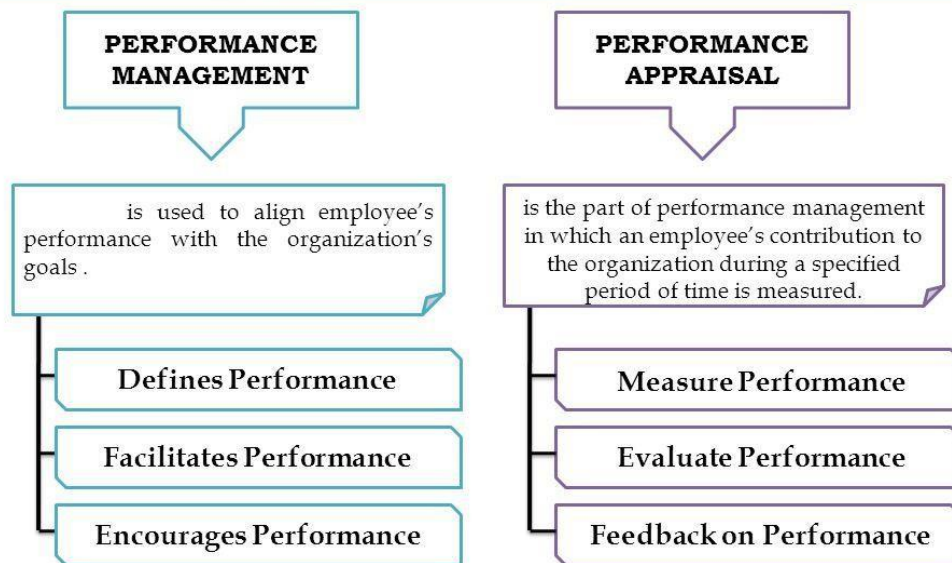 PERFORMANCE
MANAGEMENT
is used to align employee’s
performance with the organization’s
goals .
Defines Performance
Facilitates Performance
Encourages Performance
PERFORMANCE
APPRAISAL
is the part of performance management
in which an employee’s contribution to
the organization during a specified
period of time is measured.
Measure Performance
Evaluate Performance
Feedback on Performance